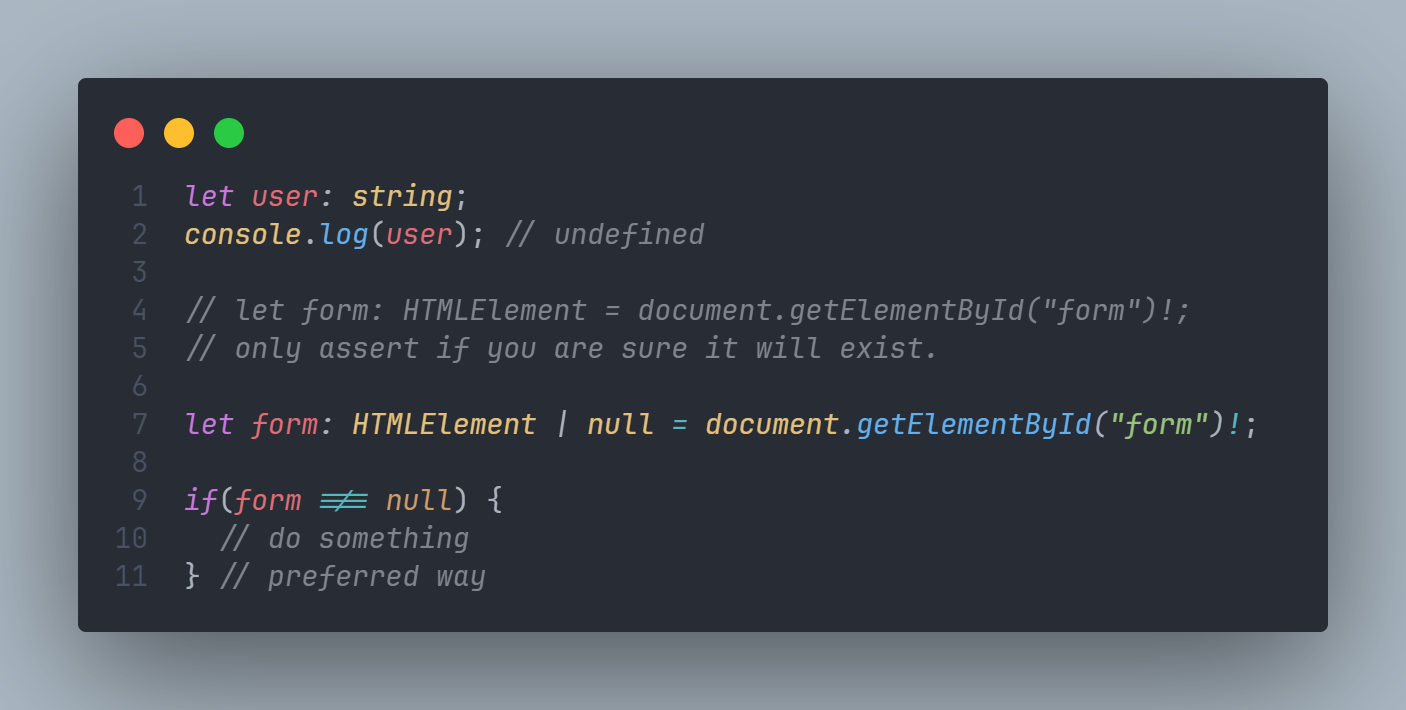 1 let user: string;
2 console.log(user); // undefined
3
4 // let form: HTMLElement = document.getElementById("form")!;
5 // only assert if you are sure it will exist.
6
7 let form: HTMLElement | null = document.getElementById("form")!;
8
9 if(form !== null) {
10   // do something
11 } // preferred way